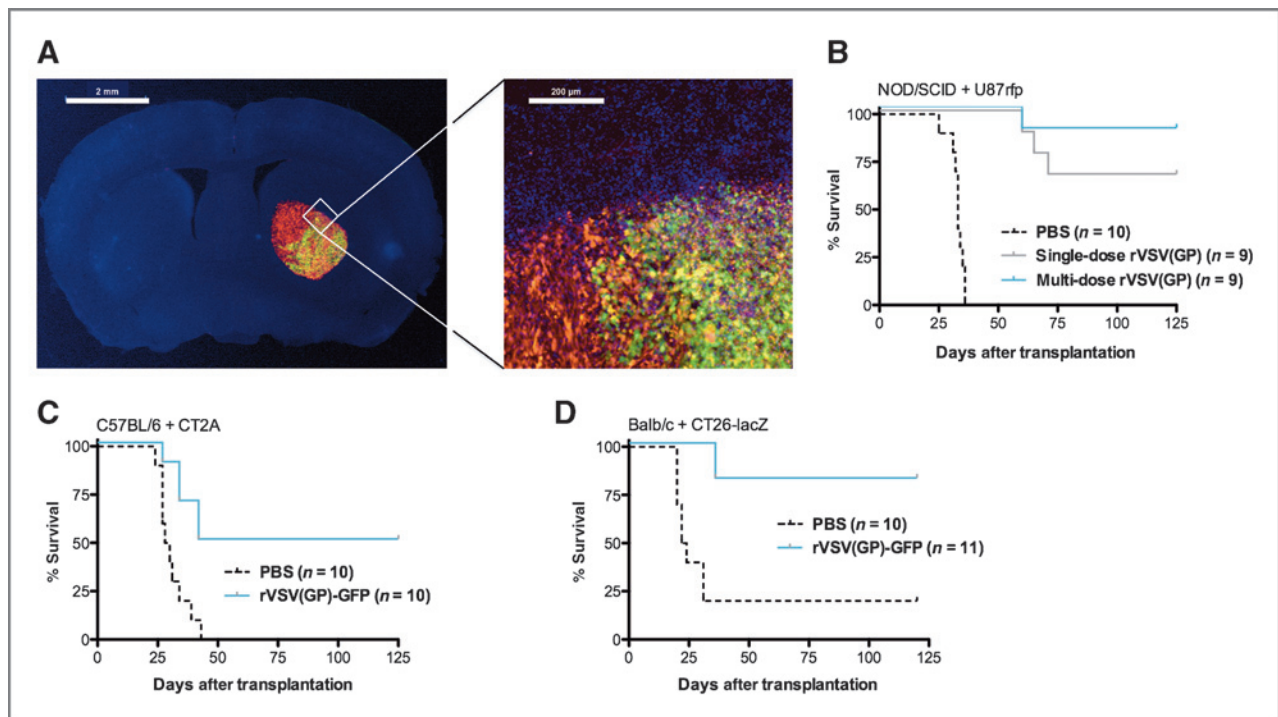 A
2 mm
200 µm
B
NOD/SCID + U87rfp
100
75
50
25
0
% Survival
PBS (n = 10)
Single-dose rVSV(GP) (n = 9)
Multi-dose rVSV(GP) (n = 9)
0 25 50 75 100 125
Days after transplantation
C
C57BL/6 + CT2A
100
75
50
25
0
% Survival
PBS (n = 10)
rVSV(GP)-GFP (n = 10)
0 25 50 75 100 125
Days after transplantation
D
Balb/c + CT26-lacZ
100
75
50
25
0
% Survival
PBS (n = 10)
rVSV(GP)-GFP (n = 11)
0 25 50 75 100 125
Days after transplantation